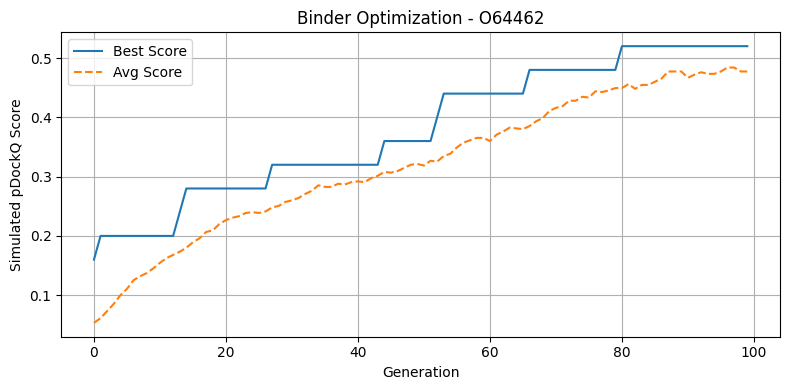 Binder Optimization - O64462
Best Score
Avg Score
Simulated pDockQ Score
0.5
0.4
0.3
0.2
0.1
0 20 40 60 80 100
Generation